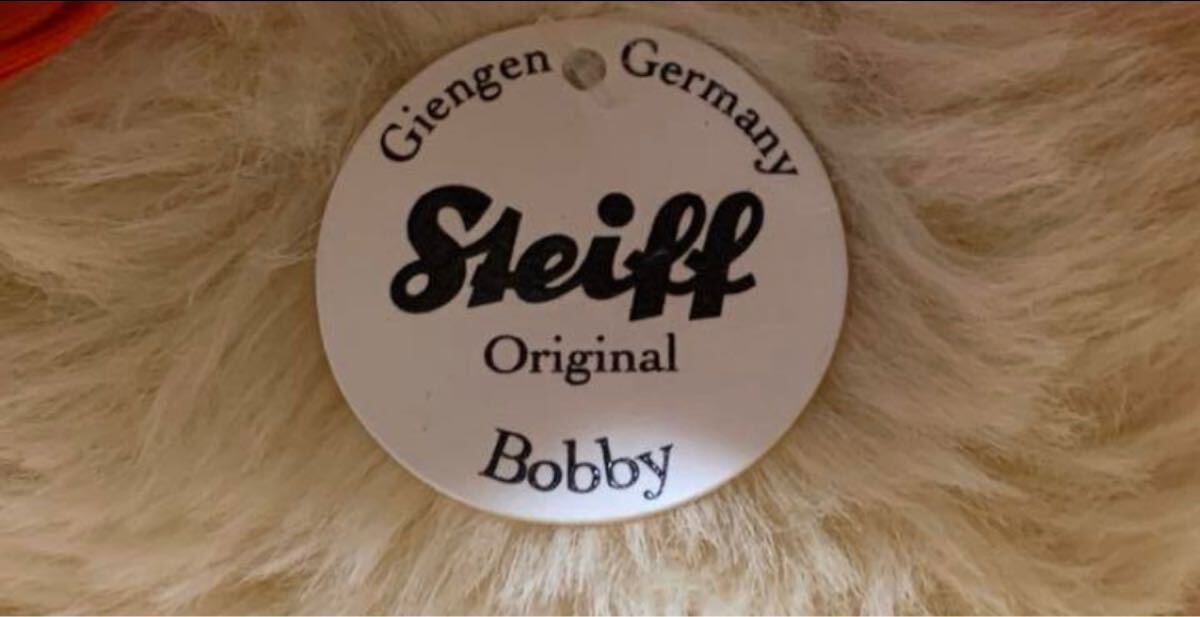 Giengen Germany
Steiff
Original
Bobby